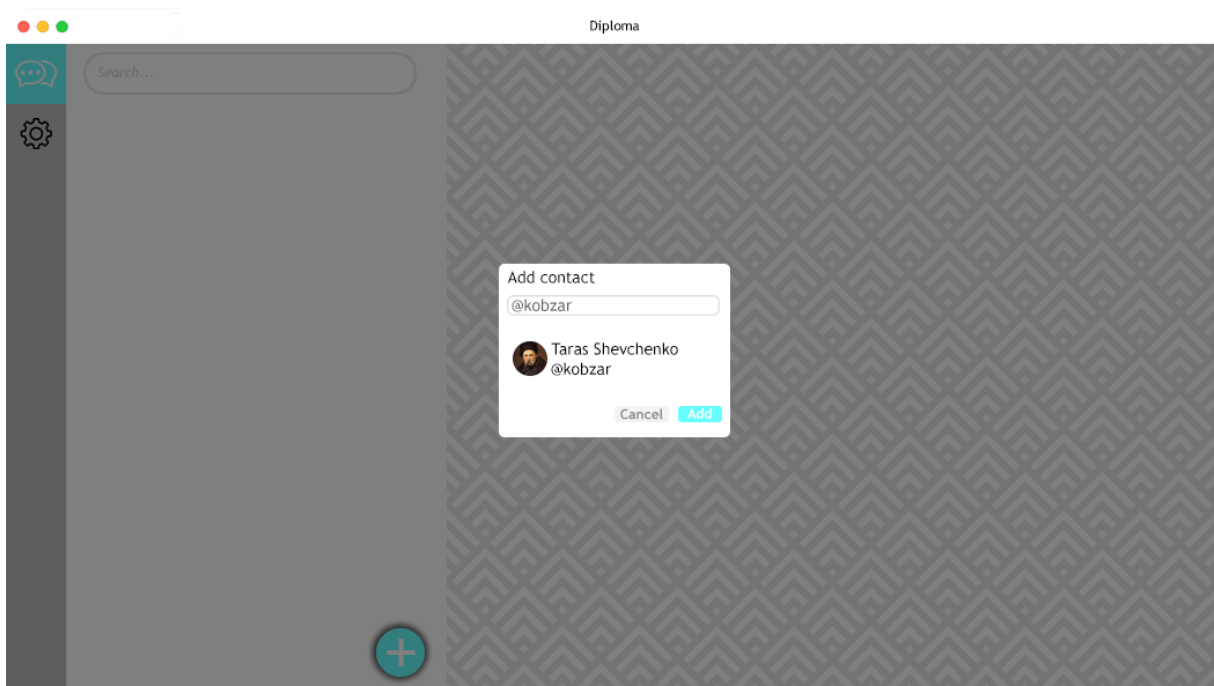 Diploma
Search...
Add contact
@kobzar
Taras Shevchenko
@kobzar
Cancel Add